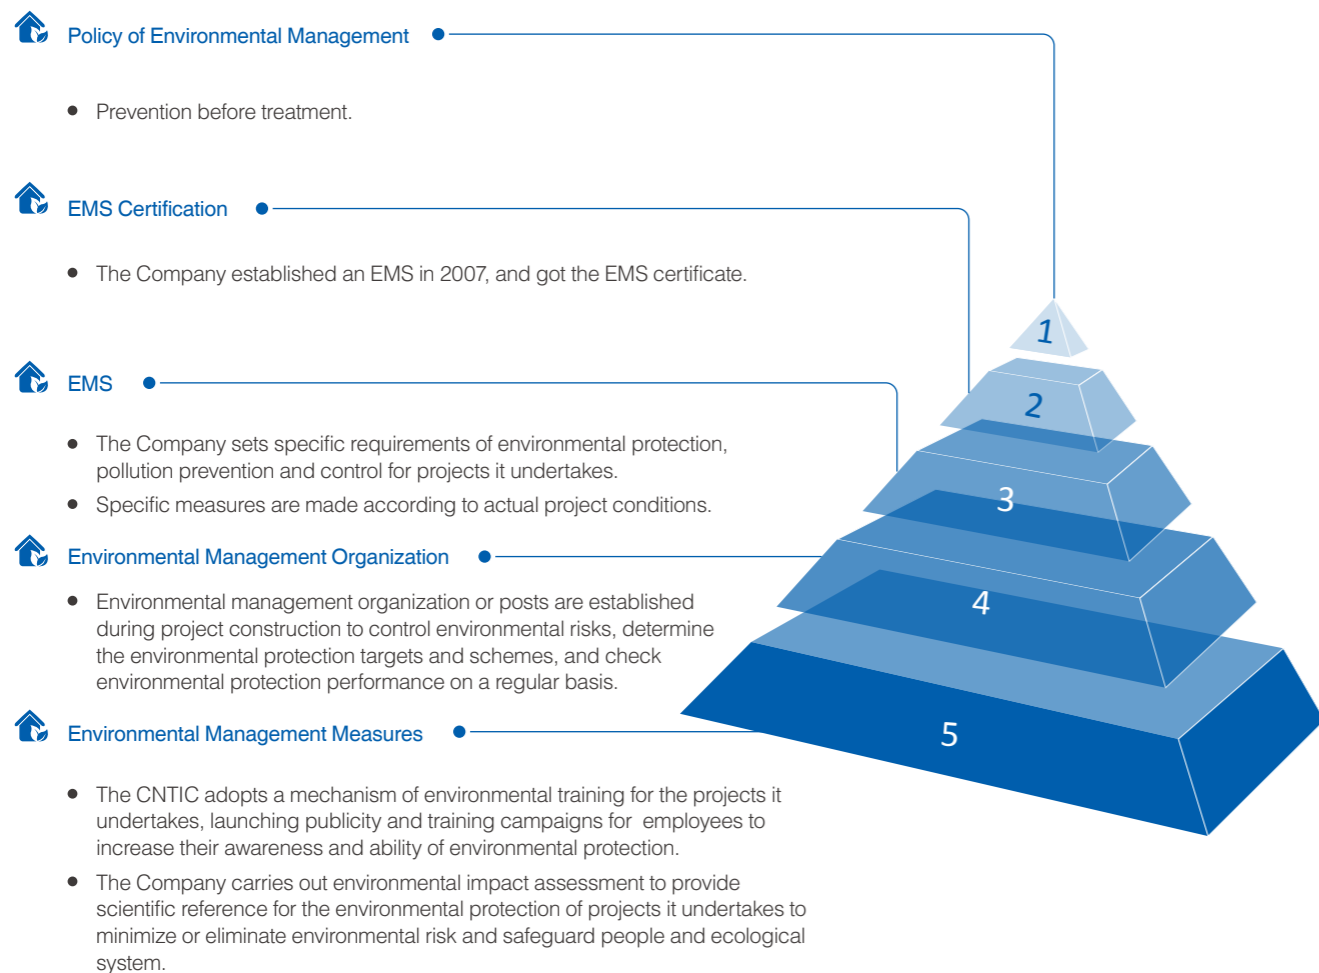 Policy of Environmental Management
Prevention before treatment.
EMS Certification
The Company established an EMS in 2007, and got the EMS certificate.
EMS
The Company sets specific requirements of environmental protection,
pollution prevention and control for projects it undertakes.
Specific measures are made according to actual project conditions.
Environmental Management Organization
Environmental management organization or posts are established
during project construction to control environmental risks, determine
the environmental protection targets and schemes, and check
environmental protection performance on a regular basis.
Environmental Management Measures
The CNTIC adopts a mechanism of environmental training for the projects it
undertakes, launching publicity and training campaigns for employees to
increase their awareness and ability of environmental protection.
The Company carries out environmental impact assessment to provide
scientific reference for the environmental protection of projects it undertakes to
minimize or eliminate environmental risk and safeguard people and ecological
system.
1
2
3
4
5